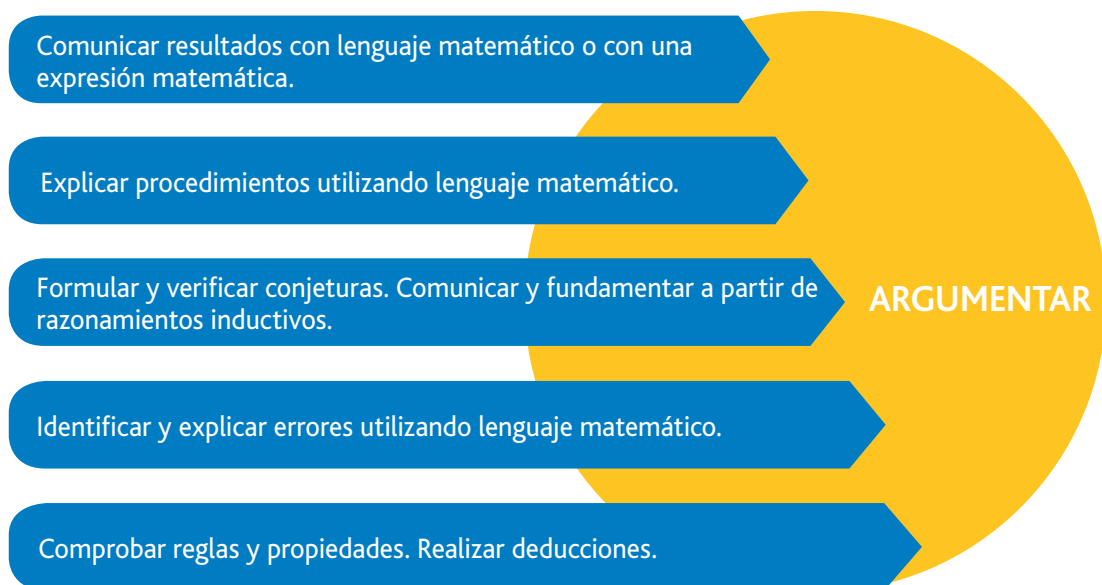 Comunicar resultados con lenguaje matemático o con una
expresión matemática.
Explicar procedimientos utilizando lenguaje matemático.
Formular y verificar conjeturas. Comunicar y fundamentar a partir de
razonamientos inductivos.
ARGUMENTAR
Identificar y explicar errores utilizando lenguaje matemático.
Comprobar reglas y propiedades. Realizar deducciones.